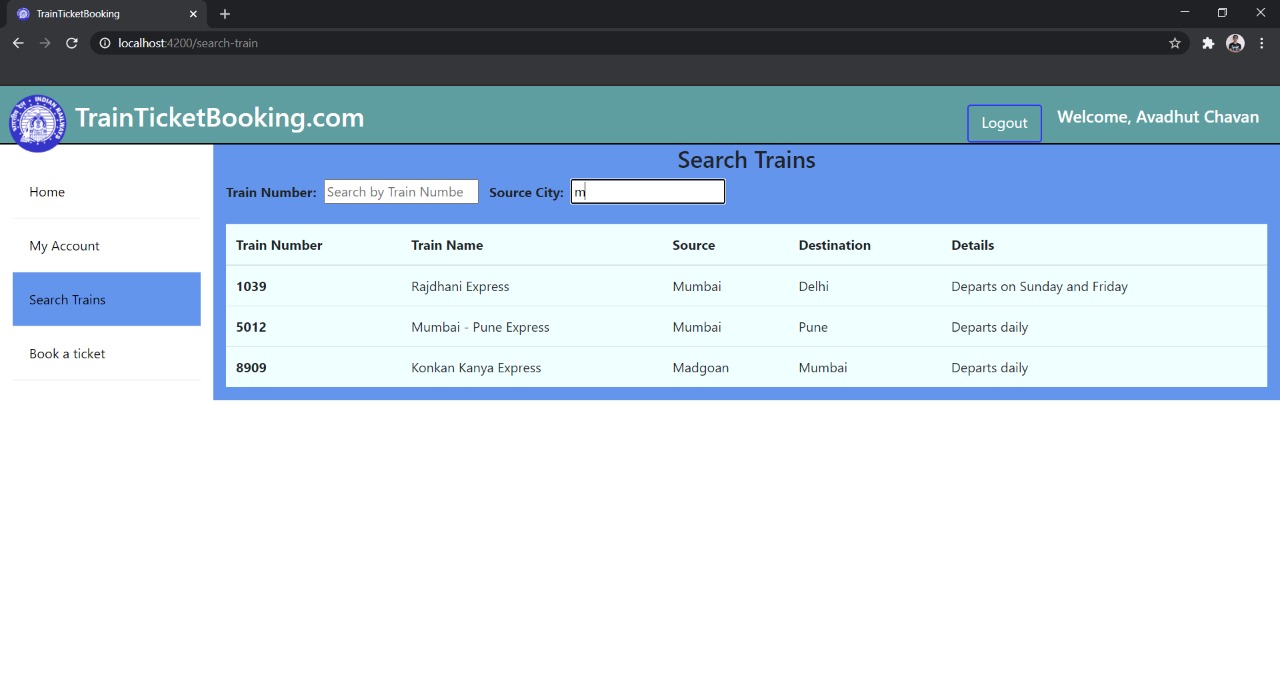 TrainTicketBooking
localhost:4200/search-train
TrainTicketBooking.com
Logout
Welcome, Avadhut Chavan
Home
My Account
Search Trains
Book a ticket
Search Trains
Train Number: Search by Train Numbe Source City: m
Train Number Train Name Source Destination Details
1039 Rajdhani Express Mumbai Delhi Departs on Sunday and Friday
5012 Mumbai - Pune Express Mumbai Pune Departs daily
8909 Konkan Kanya Express Madgoan Mumbai Departs daily